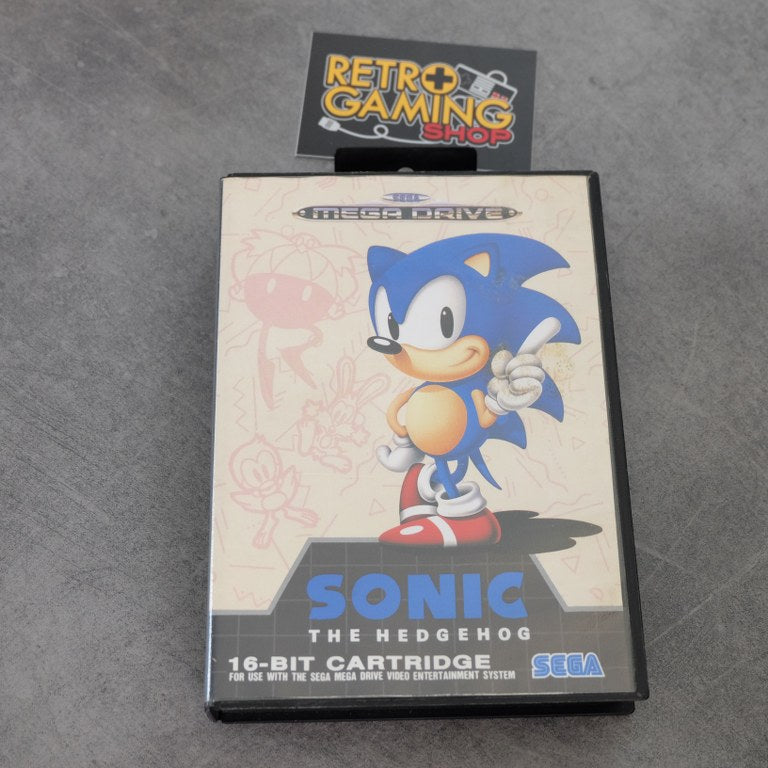 RETRO
GAMING
SHOP
SEGA
MEGA DRIVE
SONIC
THE HEDGEHOG
16-BIT CARTRIDGE
FOR USE WITH THE SEGA MEGA DRIVE VIDEO ENTERTAINMENT SYSTEM
SEGA